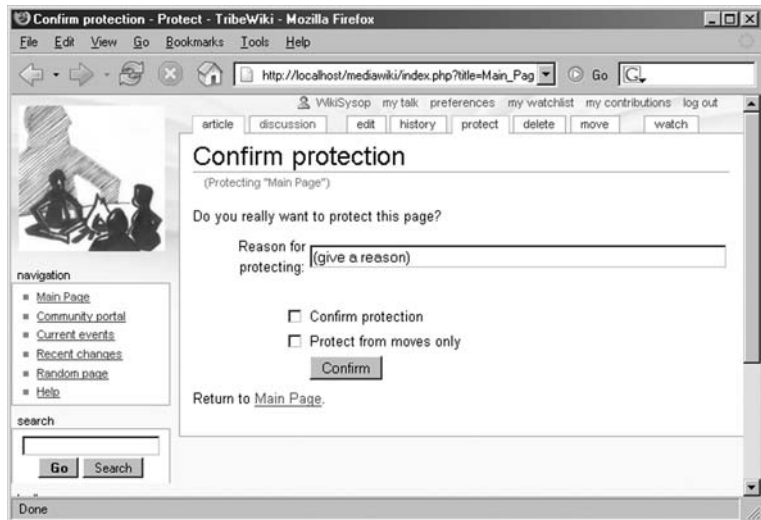 Confirm protection - Protect - TribeWiki - Mozilla Firefox
File Edit View Go Bookmarks Tools Help
http://localhost/mediawiki/index.php?title=Main_Pag Go G
WikiSysop my talk preferences my watchlist my contributions log out
article discussion edit history protect delete move watch
Confirm protection
(Protecting "Main Page")
Do you really want to protect this page?
Reason for
protecting: (give a reason)
Confirm protection
Protect from moves only
Confirm
Return to Main Page.
navigation
Main Page
Community portal
Current events
Recent changes
Random page
Help
search
Go Search
Done